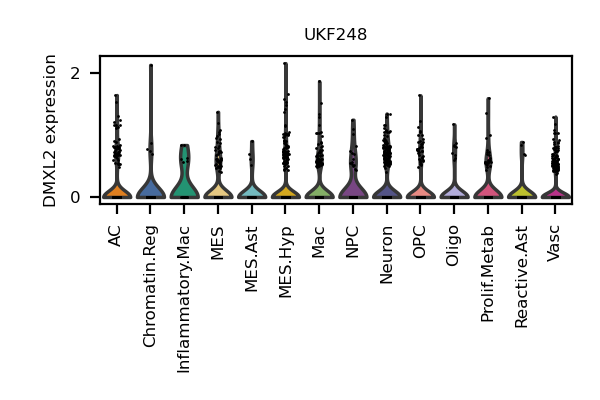 UKF248
DMXL2 expression
2
0
AC
Chromatin.Reg
Inflammatory.Mac
MES
MES.Ast
MES.Hyp
Mac
NPC
Neuron
OPC
Oligo
Prolif.Metab
Reactive.Ast
Vasc